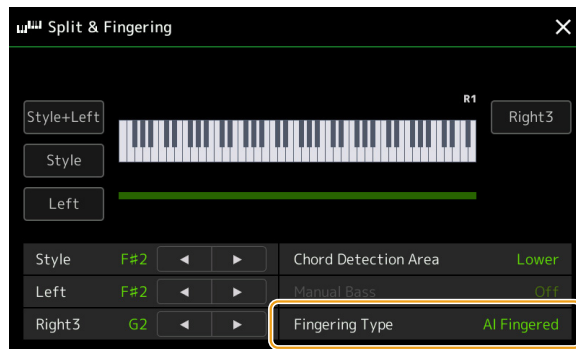 Split & Fingering
R1
Style+Left
Right3
Style
Left
Style F♯2 Chord Detection Area Lower
Left F♯2 Manual Bass Off
Right3 G2 Fingering Type AI Fingered